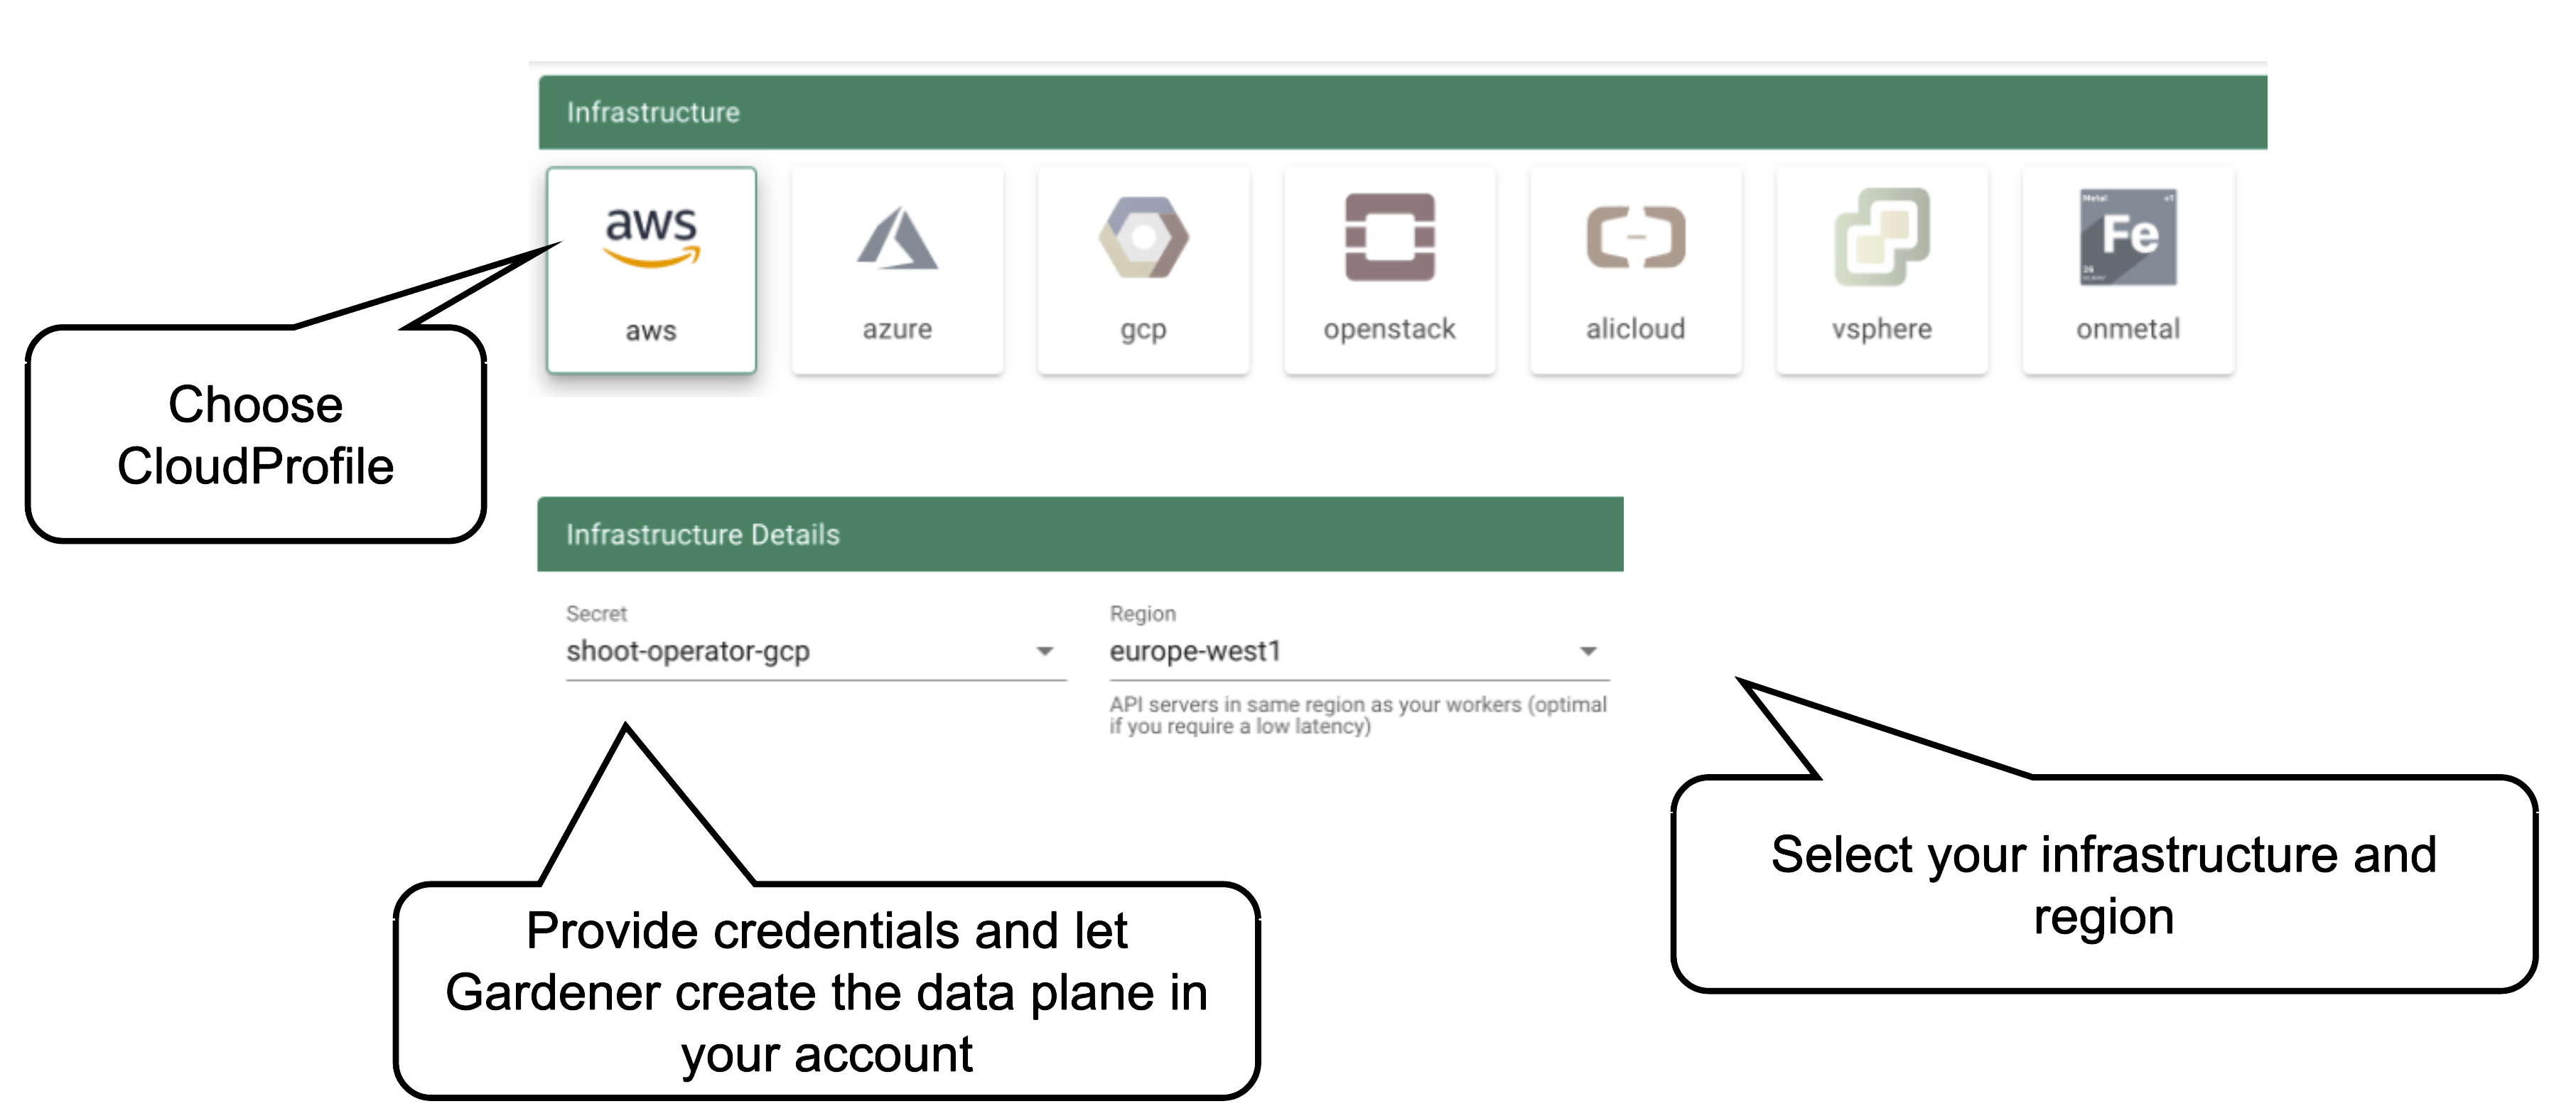 Infrastructure
aws
aws
azure
gcp
openstack
alicloud
vsphere
Metal
Fe
26
onmetal
Choose
CloudProfile
Infrastructure Details
Secret
shoot-operator-gcp
Region
europe-west1
API servers in same region as your workers (optimal
if you require a low latency)
Provide credentials and let
Gardener create the data plane in
your account
Select your infrastructure and
region